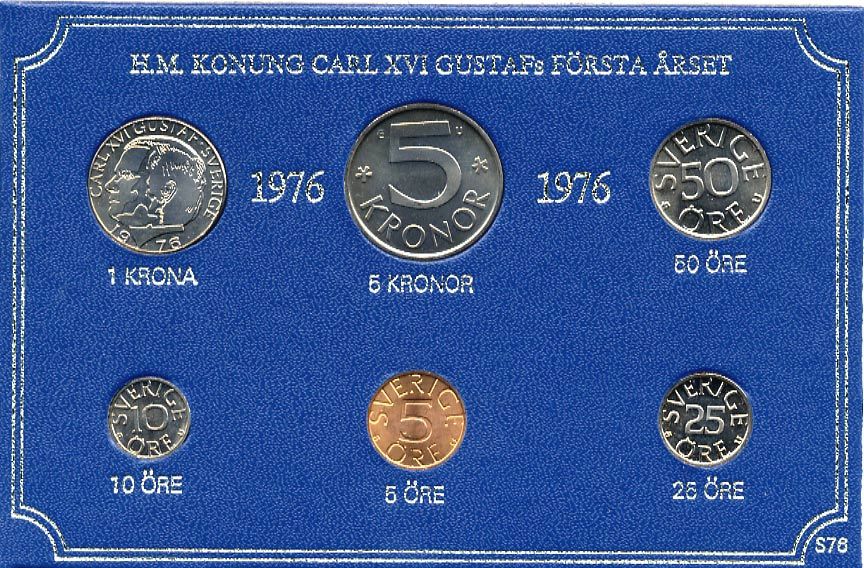 H.M. KONUNG CARL XVI GUSTAFs FÖRSTA ÅRSET
CARL XVI GUSTAF · SVERIGE
1976
1 KRONA
1976
G U
5
KRONOR
5 KRONOR
1976
SVERIGE
50
ÖRE
50 ÖRE
SVERIGE
10
ÖRE
10 ÖRE
SVERIGE
5
ÖRE
5 ÖRE
SVERIGE
25
ÖRE
25 ÖRE
S76